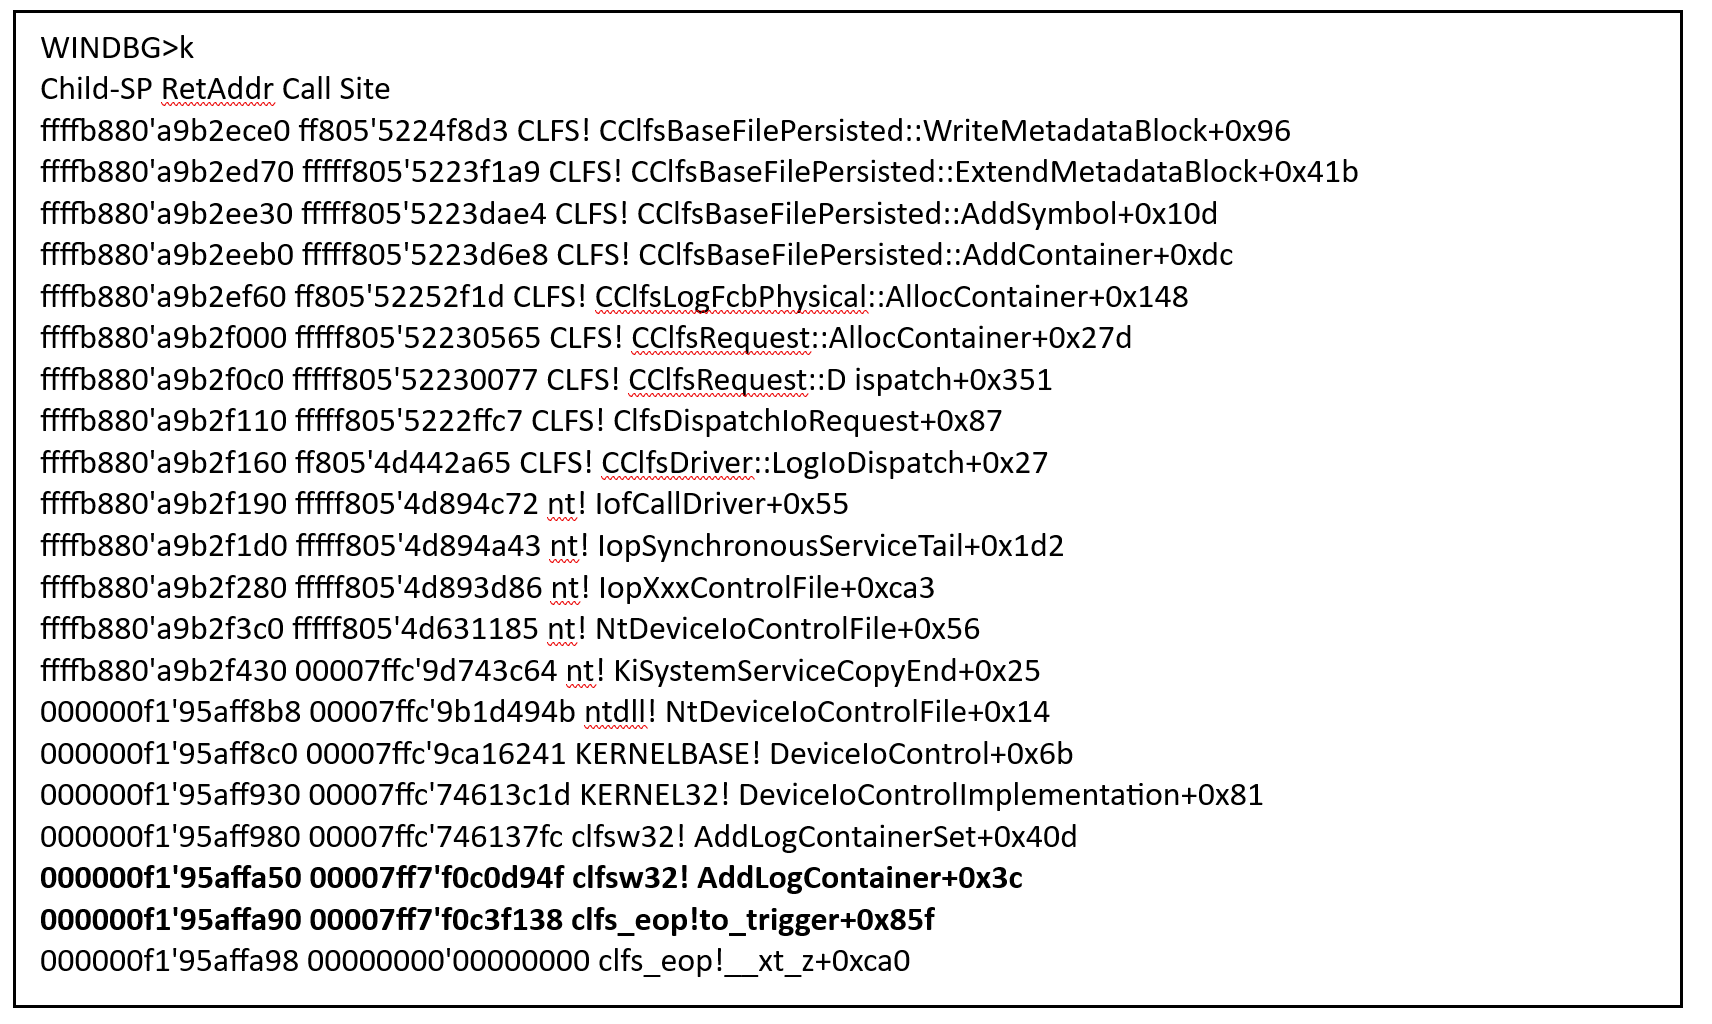 WINDBG>k
Child-SP RetAddr Call Site
ffffb880'a9b2ece0 ff805'5224f8d3 CLFS! CClfsBaseFilePersisted::WriteMetadataBlock+0x96
ffffb880'a9b2ed70 fffff805'5223f1a9 CLFS! CClfsBaseFilePersisted::ExtendMetadataBlock+0x41b
ffffb880'a9b2ee30 fffff805'5223dae4 CLFS! CClfsBaseFilePersisted::AddSymbol+0x10d
ffffb880'a9b2eeb0 fffff805'5223d6e8 CLFS! CClfsBaseFilePersisted::AddContainer+0xdc
ffffb880'a9b2ef60 ff805'52252f1d CLFS! CClfsLogFcbPhysical::AllocContainer+0x148
ffffb880'a9b2f000 fffff805'52230565 CLFS! CClfsRequest::AllocContainer+0x27d
ffffb880'a9b2f0c0 fffff805'52230077 CLFS! CClfsRequest::D ispatch+0x351
ffffb880'a9b2f110 fffff805'5222ffc7 CLFS! ClfsDispatchIoRequest+0x87
ffffb880'a9b2f160 ff805'4d442a65 CLFS! CClfsDriver::LogIoDispatch+0x27
ffffb880'a9b2f190 fffff805'4d894c72 nt! IofCallDriver+0x55
ffffb880'a9b2f1d0 fffff805'4d894a43 nt! IopSynchronousServiceTail+0x1d2
ffffb880'a9b2f280 fffff805'4d893d86 nt! IopXxxControlFile+0xca3
ffffb880'a9b2f3c0 fffff805'4d631185 nt! NtDeviceIoControlFile+0x56
ffffb880'a9b2f430 00007ffc'9d743c64 nt! KiSystemServiceCopyEnd+0x25
000000f1'95aff8b8 00007ffc'9b1d494b ntdll! NtDeviceIoControlFile+0x14
000000f1'95aff8c0 00007ffc'9ca16241 KERNELBASE! DeviceIoControl+0x6b
000000f1'95aff930 00007ffc'74613c1d KERNEL32! DeviceIoControlImplementation+0x81
000000f1'95aff980 00007ffc'746137fc clfsw32! AddLogContainerSet+0x40d
000000f1'95affa50 00007ff7'f0c0d94f clfsw32! AddLogContainer+0x3c
000000f1'95affa90 00007ff7'f0c3f138 clfs_eop!to_trigger+0x85f
000000f1'95affa98 00000000'00000000 clfs_eop!__xt_z+0xca0